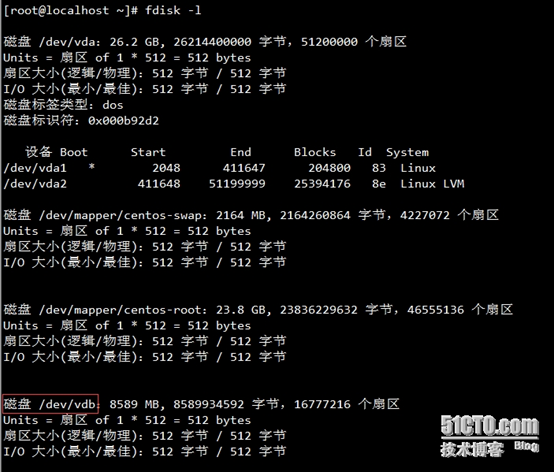 [root@localhost ~]# fdisk -l
磁盘 /dev/vda：26.2 GB, 26214400000 字节，51200000 个扇区
Units = 扇区 of 1 * 512 = 512 bytes
扇区大小(逻辑/物理)：512 字节 / 512 字节
I/O 大小(最小/最佳)：512 字节 / 512 字节
磁盘标签类型：dos
磁盘标识符：0x000b92d2
设备 Boot Start End Blocks Id System
/dev/vda1 * 2048 411647 204800 83 Linux
/dev/vda2 411648 51199999 25394176 8e Linux LVM
磁盘 /dev/mapper/centos-swap：2164 MB, 2164260864 字节，4227072 个扇区
Units = 扇区 of 1 * 512 = 512 bytes
扇区大小(逻辑/物理)：512 字节 / 512 字节
I/O 大小(最小/最佳)：512 字节 / 512 字节
磁盘 /dev/mapper/centos-root：23.8 GB, 23836229632 字节，46555136 个扇区
Units = 扇区 of 1 * 512 = 512 bytes
扇区大小(逻辑/物理)：512 字节 / 512 字节
I/O 大小(最小/最佳)：512 字节 / 512 字节
磁盘 /dev/vdb：8589 MB, 8589934592 字节，16777216 个扇区
Units = 扇区 of 1 * 512 = 512 bytes
扇区大小(逻辑/物理)：512 字节 / 512 字节
I/O 大小(最小/最佳)：512 字节 / 512 字节
51CTO.com
技术博客 Blog